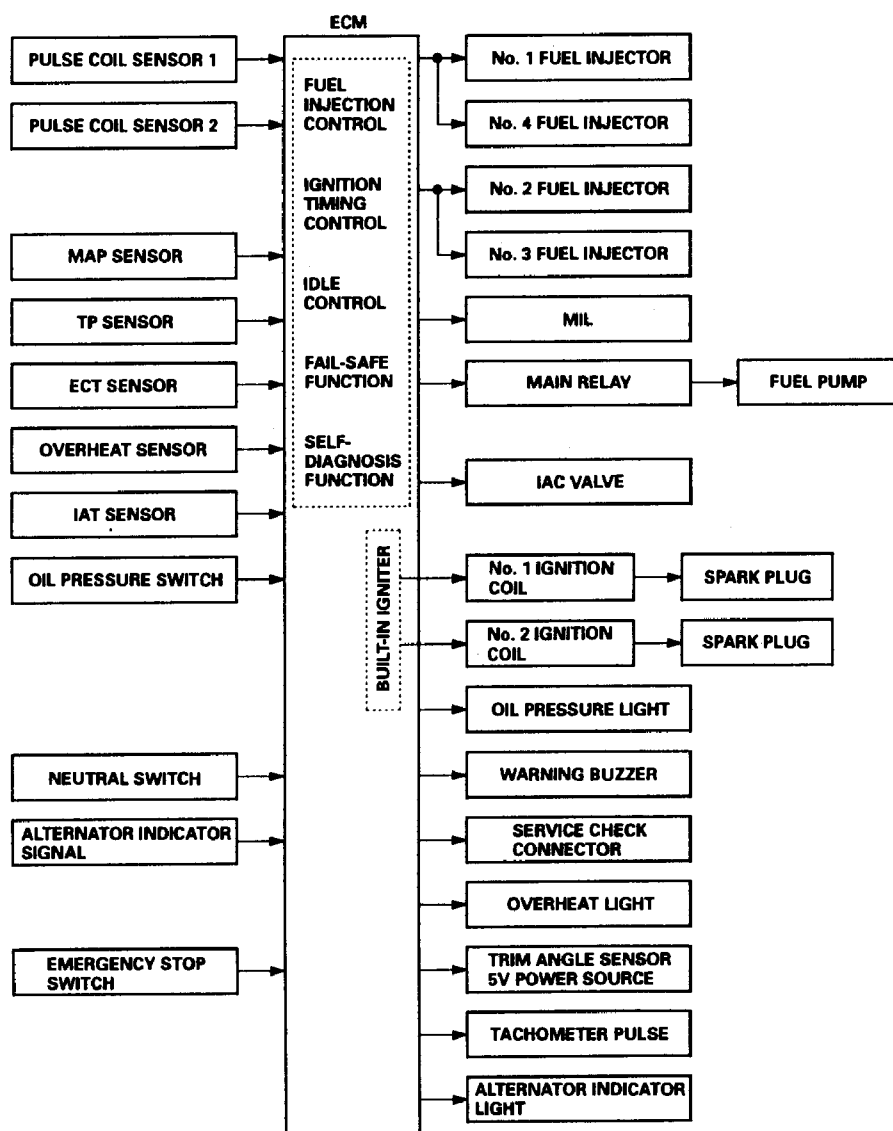 ECM
PULSE COIL SENSOR 1
PULSE COIL SENSOR 2
MAP SENSOR
TP SENSOR
ECT SENSOR
OVERHEAT SENSOR
IAT SENSOR
OIL PRESSURE SWITCH
NEUTRAL SWITCH
ALTERNATOR INDICATOR
SIGNAL
EMERGENCY STOP
SWITCH
FUEL
INJECTION
CONTROL
IGNITION
TIMING
CONTROL
IDLE
CONTROL
FAIL-SAFE
FUNCTION
SELF-
DIAGNOSIS
FUNCTION
BUILT-IN IGNITER
No. 1 FUEL INJECTOR
No. 4 FUEL INJECTOR
No. 2 FUEL INJECTOR
No. 3 FUEL INJECTOR
MIL
MAIN RELAY
FUEL PUMP
IAC VALVE
No. 1 IGNITION
COIL
SPARK PLUG
No. 2 IGNITION
COIL
SPARK PLUG
OIL PRESSURE LIGHT
WARNING BUZZER
SERVICE CHECK
CONNECTOR
OVERHEAT LIGHT
TRIM ANGLE SENSOR
5V POWER SOURCE
TACHOMETER PULSE
ALTERNATOR INDICATOR
LIGHT